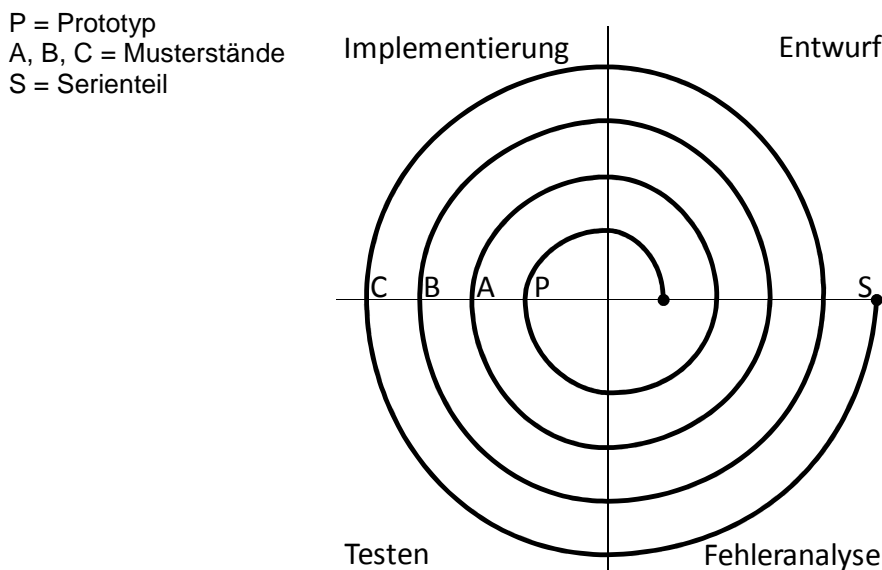 P = Prototyp
A, B, C = Musterstände
S = Serienteil
Implementierung
Entwurf
C
B
A
P
S
Testen
Fehleranalyse